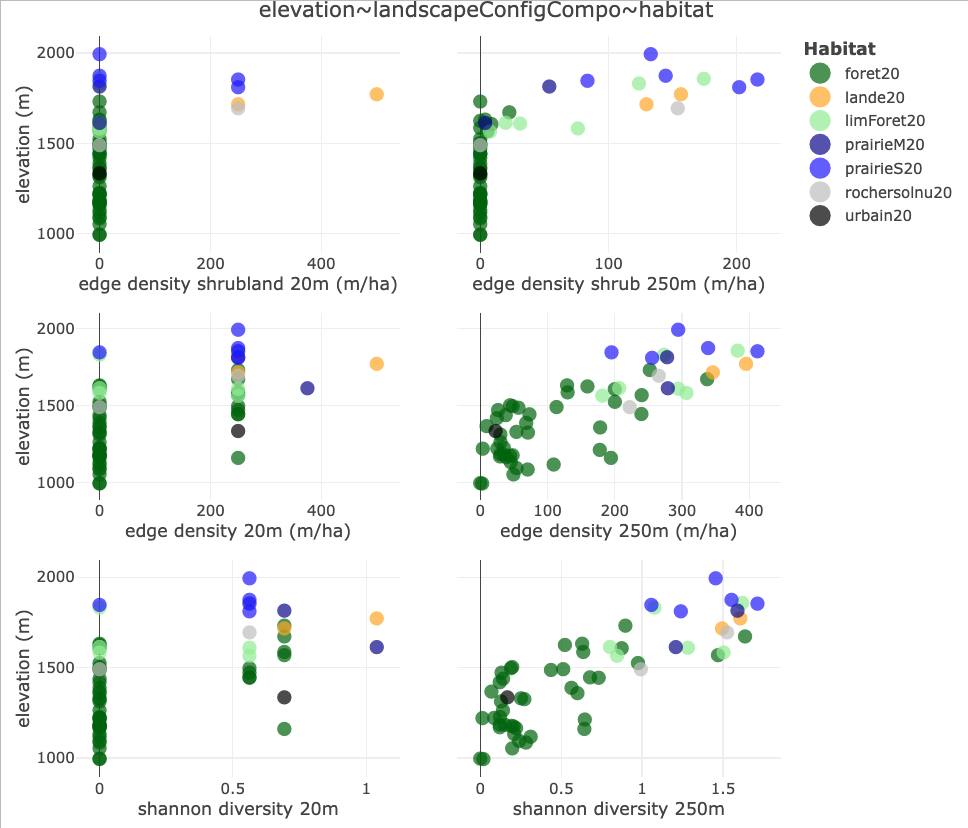 elevation~landscapeConfigCompo~habitat
Habitat
foret20
lande20
limForet20
prairieM20
prairieS20
rochersolnu20
urbain20
2000
1500
1000
elevation (m)
0 200 400
edge density shrubland 20m (m/ha)
0 100 200
edge density shrub 250m (m/ha)
2000
1500
1000
elevation (m)
0 200 400
edge density 20m (m/ha)
0 100 200 300 400
edge density 250m (m/ha)
2000
1500
1000
elevation (m)
0 0.5 1
shannon diversity 20m
0 0.5 1 1.5
shannon diversity 250m